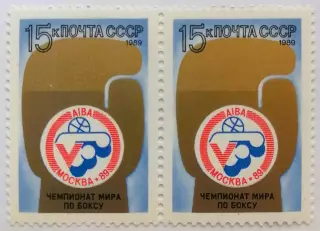 15к ПОЧТА СССР
1989
AIBA
МОСКВА • 89
ЧЕМПИОНАТ МИРА
ПО БОКСУ
15к ПОЧТА СССР
1989
AIBA
МОСКВА • 89
ЧЕМПИОНАТ МИРА
ПО БОКСУ